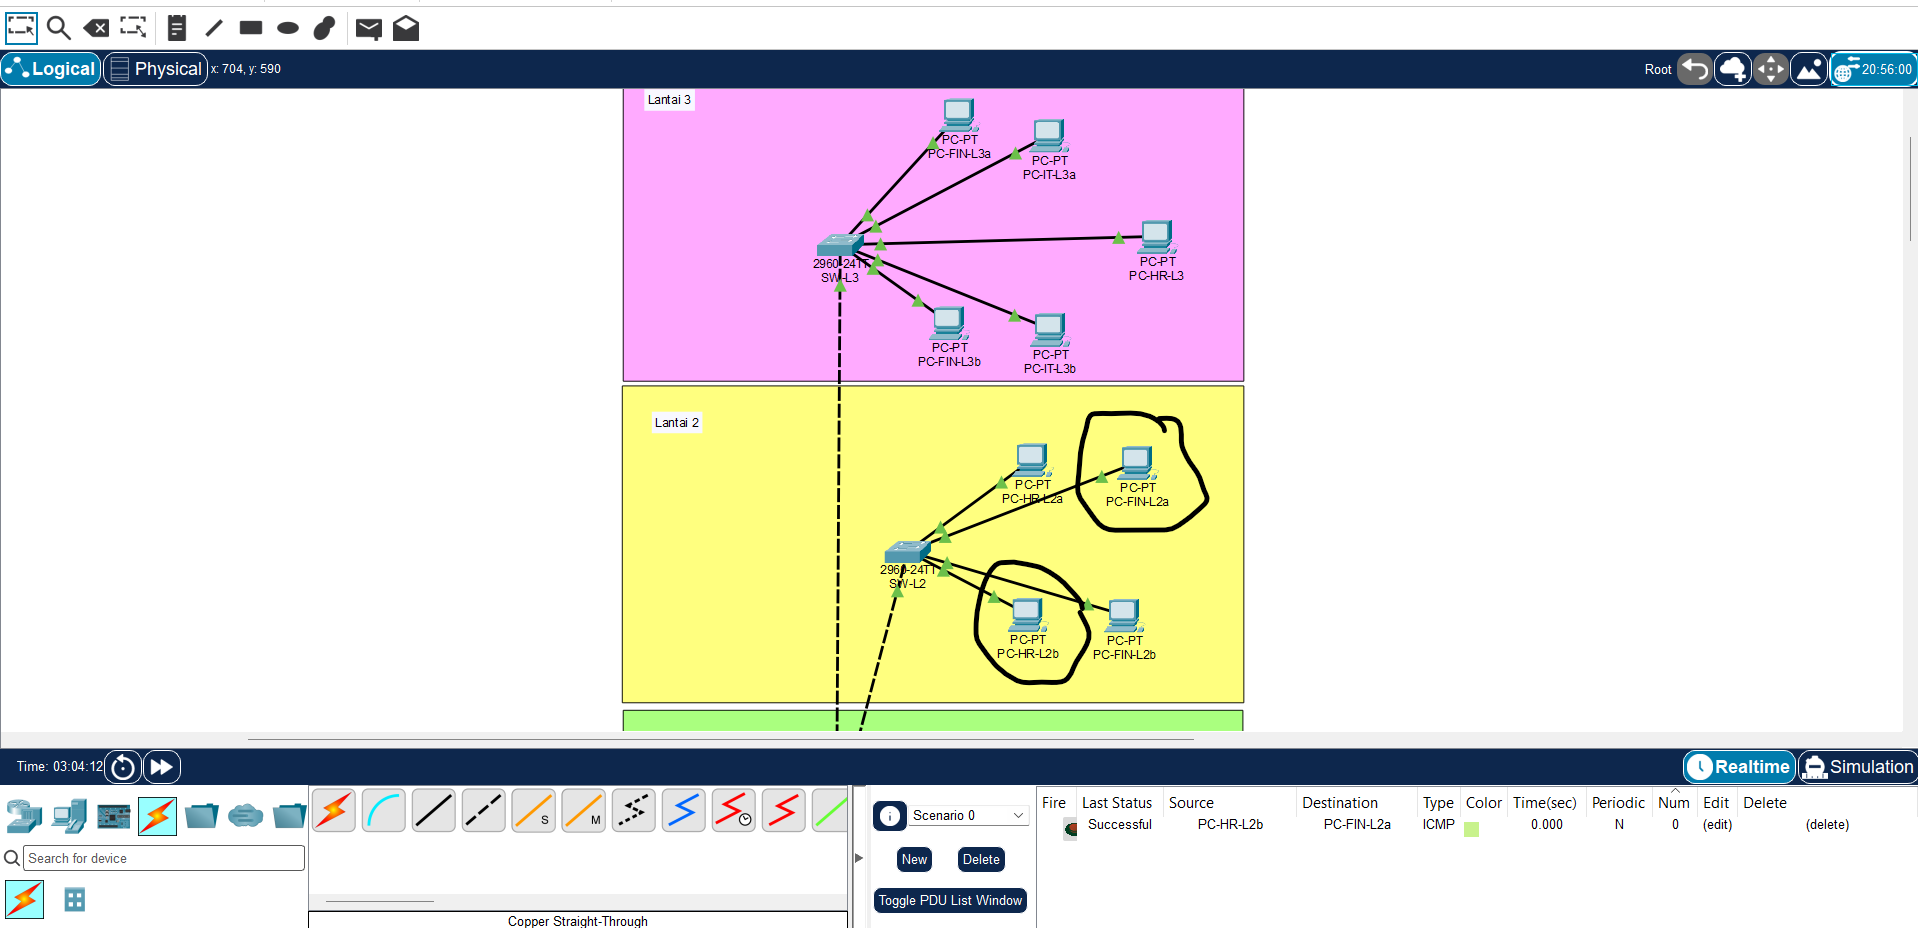 Logical
Physical
x: 704, y: 590
Root
20:56:00
Lantai 3
PC-PT
PC-FIN-L3a
PC-PT
PC-IT-L3a
PC-PT
PC-HR-L3
2960-24TT
SW-L3
PC-PT
PC-FIN-L3b
PC-PT
PC-IT-L3b
Lantai 2
PC-PT
PC-HR-L2a
PC-PT
PC-FIN-L2a
2960-24TT
SW-L2
PC-PT
PC-HR-L2b
PC-PT
PC-FIN-L2b
Time: 03:04:12
Realtime
Simulation
S
M
Search for device
Copper Straight-Through
Scenario 0
New
Delete
Toggle PDU List Window
Fire Last Status Source Destination Type Color Time(sec) Periodic Num Edit Delete
Successful PC-HR-L2b PC-FIN-L2a ICMP 0.000 N 0 (edit) (delete)